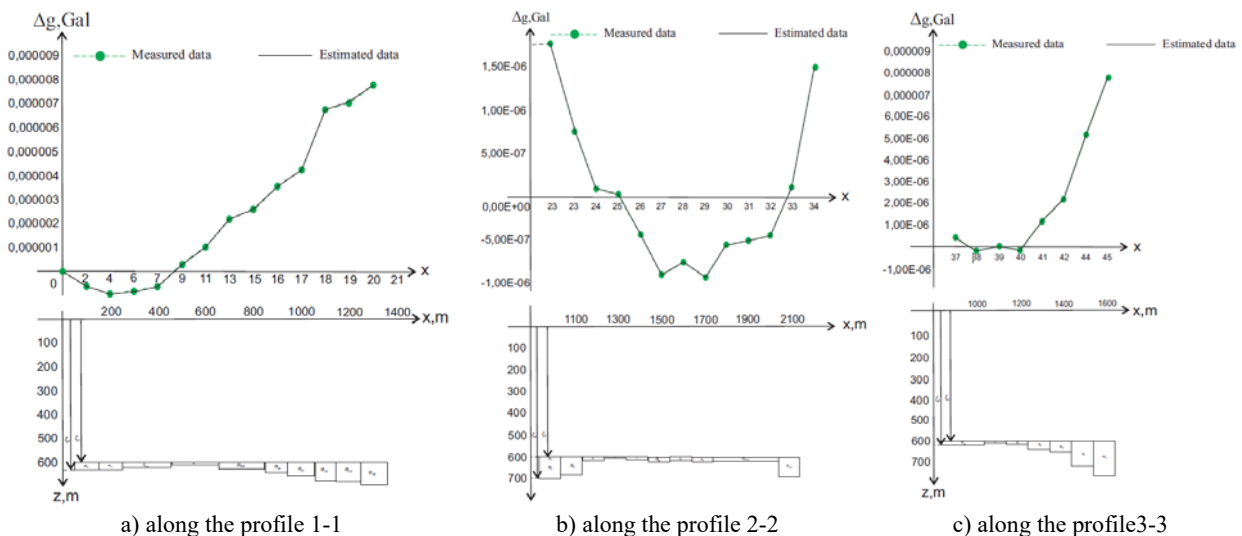 Δg,Gal
Measured data
Estimated data
0,000009
0,000008
0,000007
0,000006
0,000005
0,000004
0,000003
0,000002
0,000001
0
2 4 6 7 9 11 13 15 16 17 18 19 20 21
x
200 400 600 800 1000 1200 1400
x,m
100
200
300
400
500
600
z,m
a) along the profile 1-1
Δg,Gal
Measured data
Estimated data
1,50E-06
1,00E-06
5,00E-07
0,00E+00
-5,00E-07
-1,00E-06
23 23 24 25 26 27 28 29 30 31 32 33 34
x
1100 1300 1500 1700 1900 2100
x,m
100
200
300
400
500
600
700
b) along the profile 2-2
Δg,Gal
Measured data
Estimated data
0,000009
0,000008
0,000007
6,00E-06
5,00E-06
4,00E-06
3,00E-06
2,00E-06
1,00E-06
-1,00E-06
37 38 39 40 41 42 44 45
x
1000 1200 1400 1600
x,m
100
200
300
400
500
600
700
z,m
c) along the profile3-3